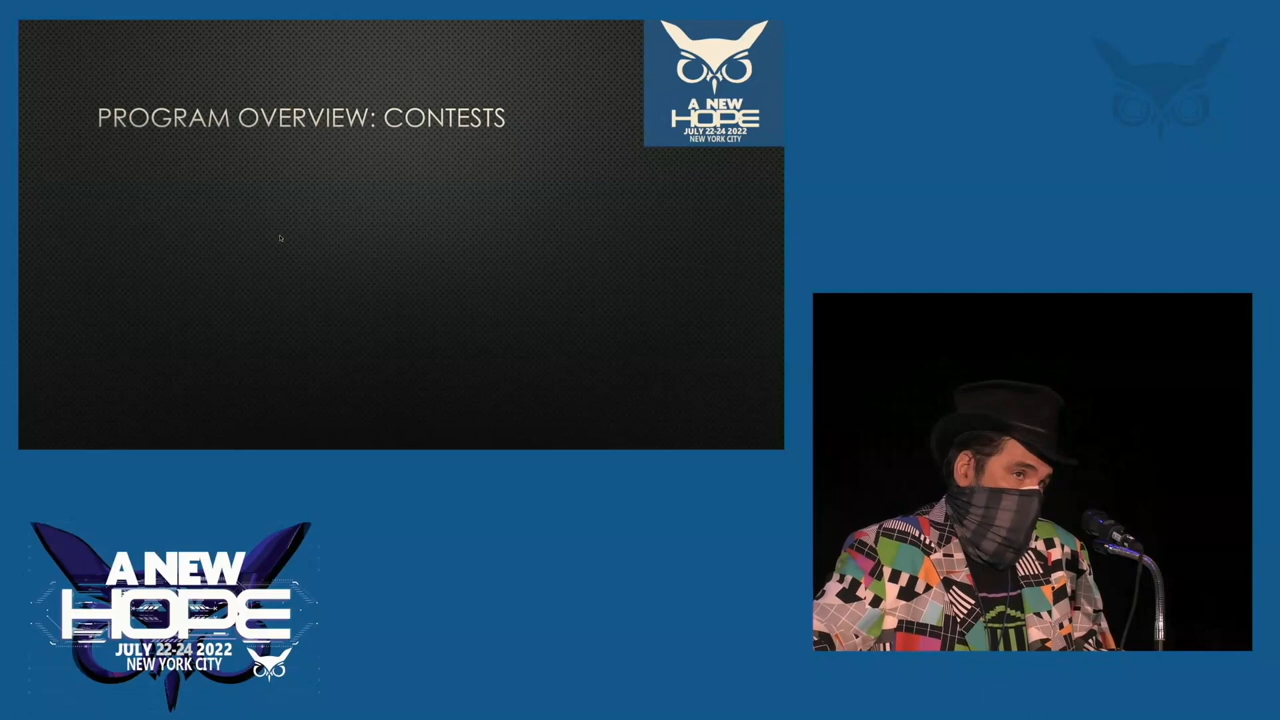 PROGRAM OVERVIEW: CONTESTS
A NEW
HOPE
JULY 22-24 2022
NEW YORK CITY
A NEW
HOPE
JULY 22-24 2022
NEW YORK CITY